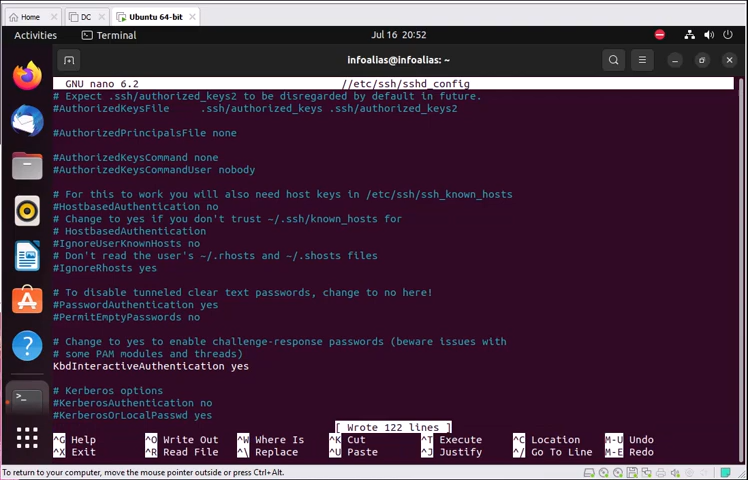 Home
DC
Ubuntu 64-bit
Activities
Terminal
Jul 16 20:52
infoalias@infoalias: ~
GNU nano 6.2 //etc/ssh/sshd_config
# Expect .ssh/authorized_keys2 to be disregarded by default in future.
#AuthorizedKeysFile .ssh/authorized_keys .ssh/authorized_keys2
#AuthorizedPrincipalsFile none
#AuthorizedKeysCommand none
#AuthorizedKeysCommandUser nobody
# For this to work you will also need host keys in /etc/ssh/ssh_known_hosts
#HostbasedAuthentication no
# Change to yes if you don't trust ~/.ssh/known_hosts for
# HostbasedAuthentication
#IgnoreUserKnownHosts no
# Don't read the user's ~/.rhosts and ~/.shosts files
#IgnoreRhosts yes
# To disable tunneled clear text passwords, change to no here!
#PasswordAuthentication yes
#PermitEmptyPasswords no
# Change to yes to enable challenge-response passwords (beware issues with
# some PAM modules and threads)
KbdInteractiveAuthentication yes
# Kerberos options
#KerberosAuthentication no
#KerberosOrLocalPasswd yes
[ Wrote 122 lines ]
^G Help ^O Write Out ^W Where Is ^K Cut ^T Execute ^C Location M-U Undo
^X Exit ^R Read File ^\ Replace ^U Paste ^J Justify ^/ Go To Line M-E Redo
To return to your computer, move the mouse pointer outside or press Ctrl+Alt.